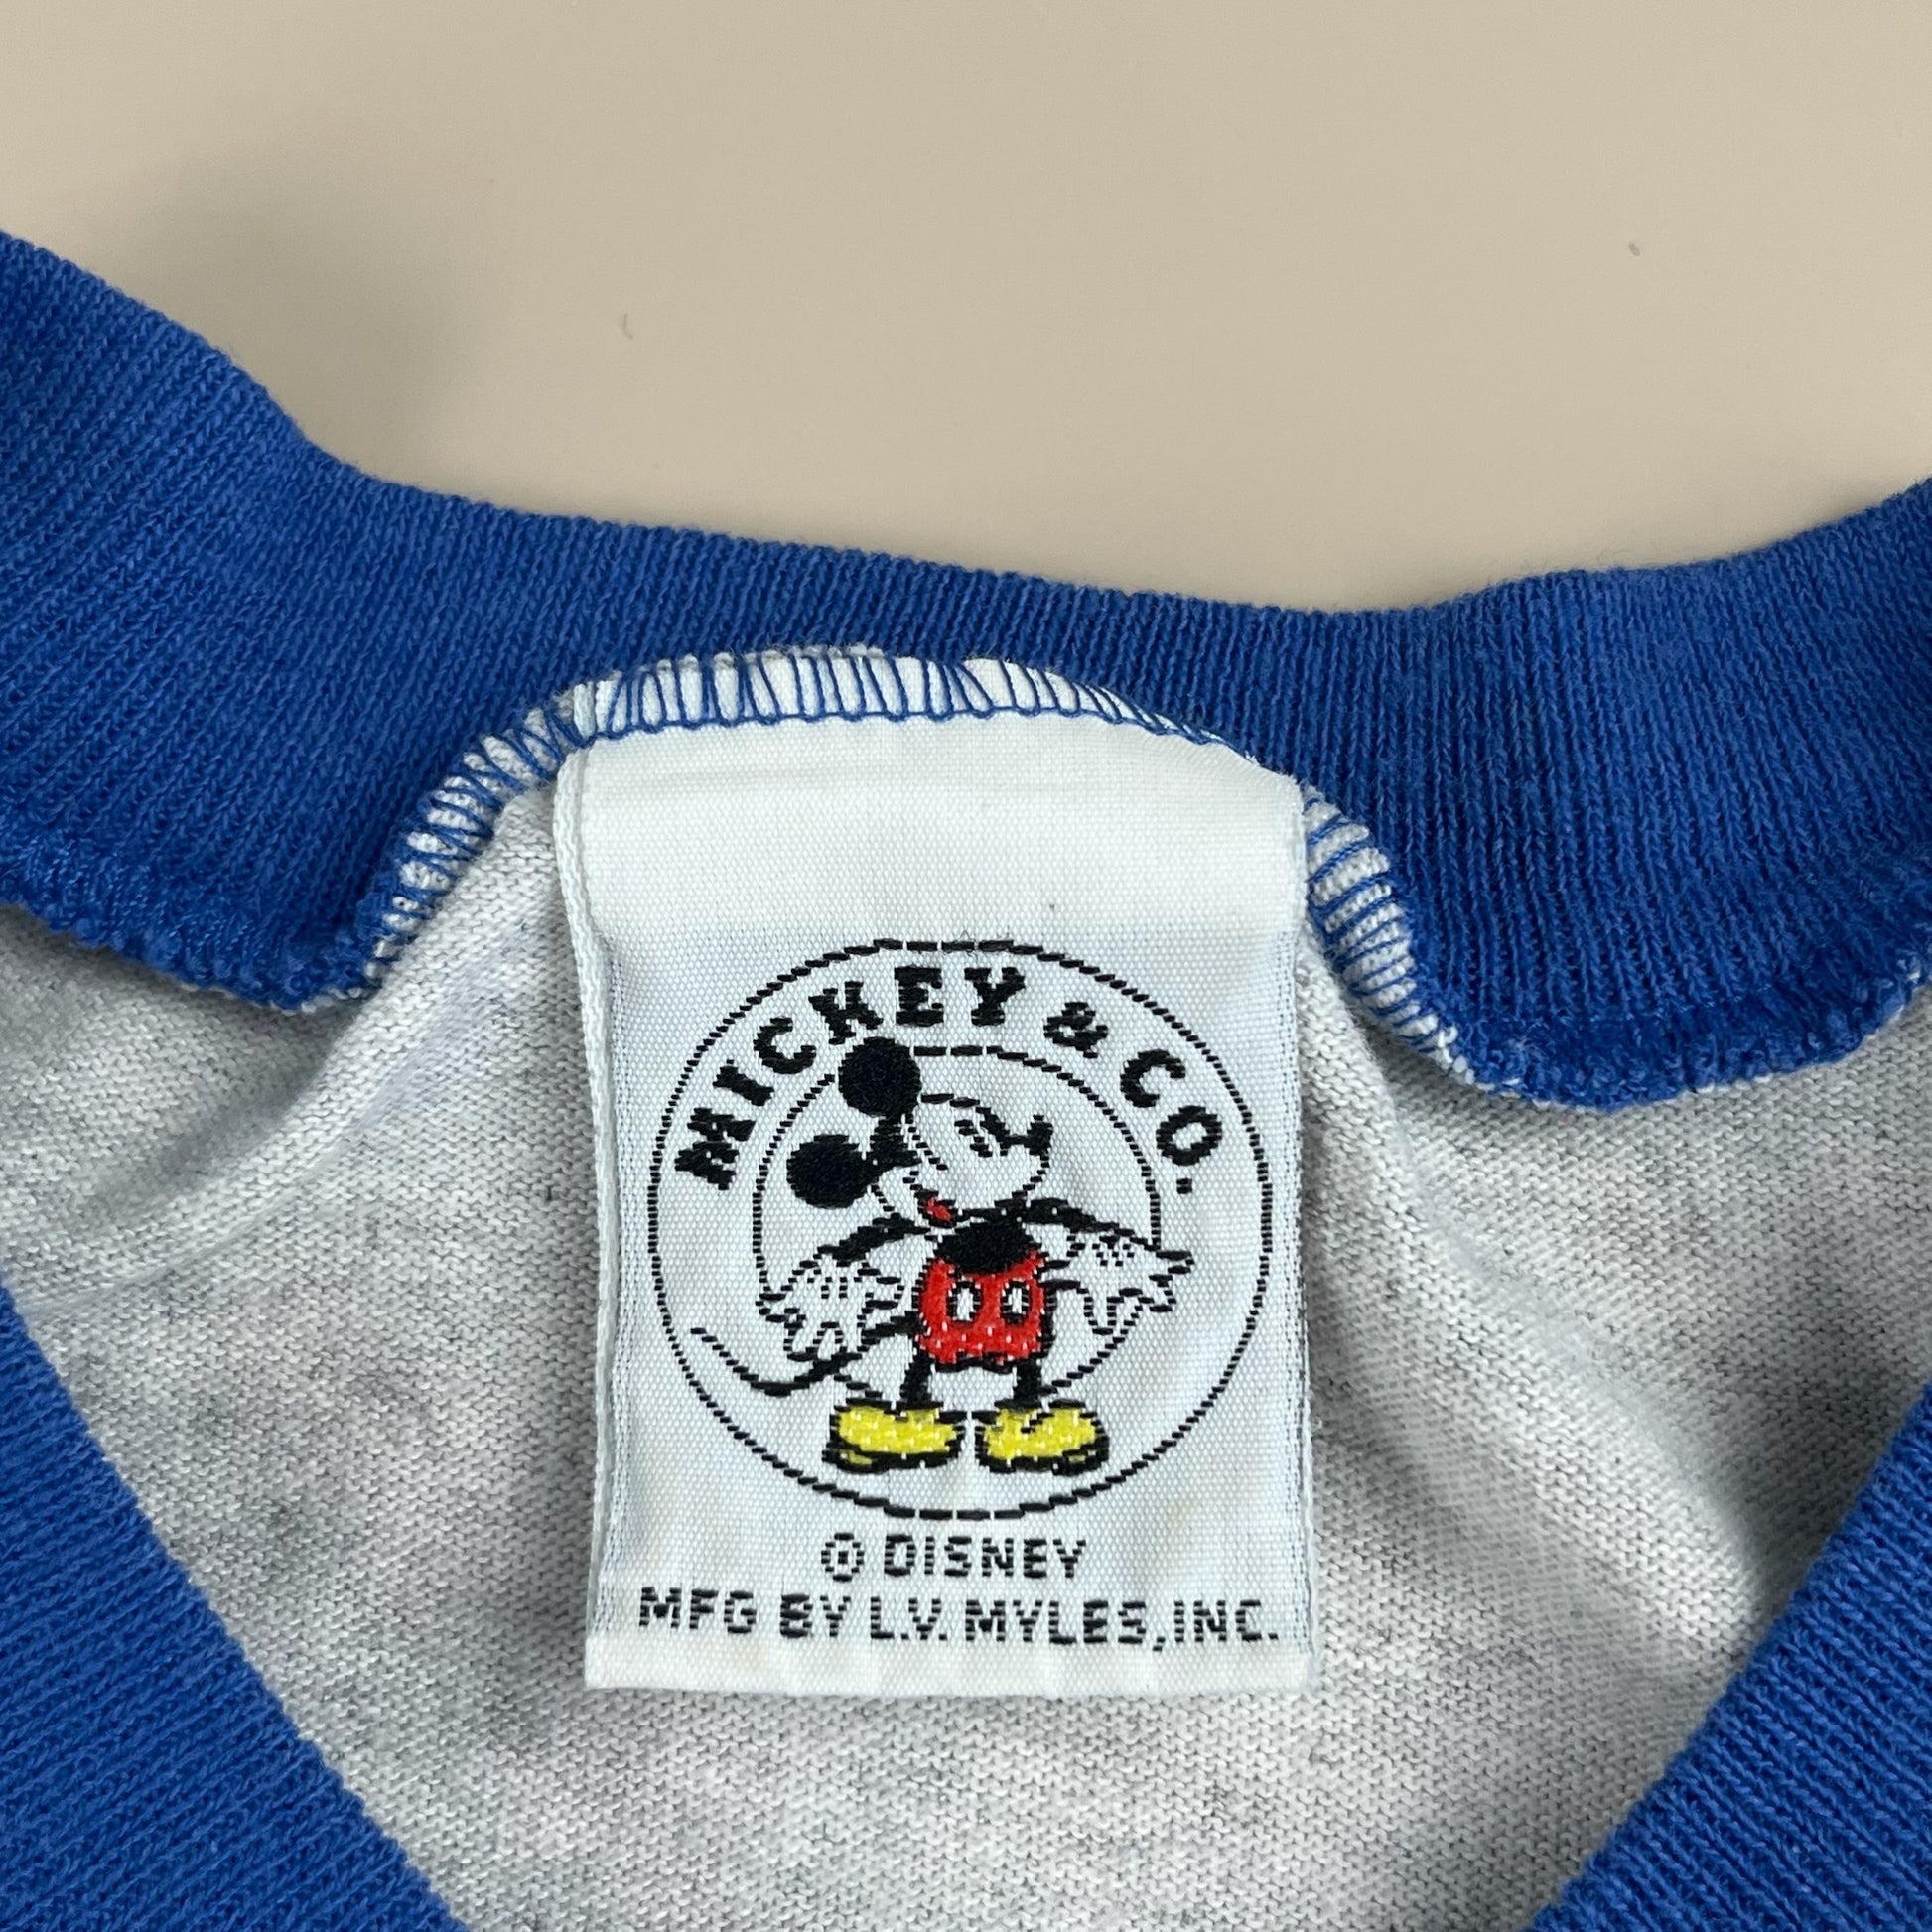 MICKEY & CO.
© DISNEY
MFG BY L.V. MYLES, INC.